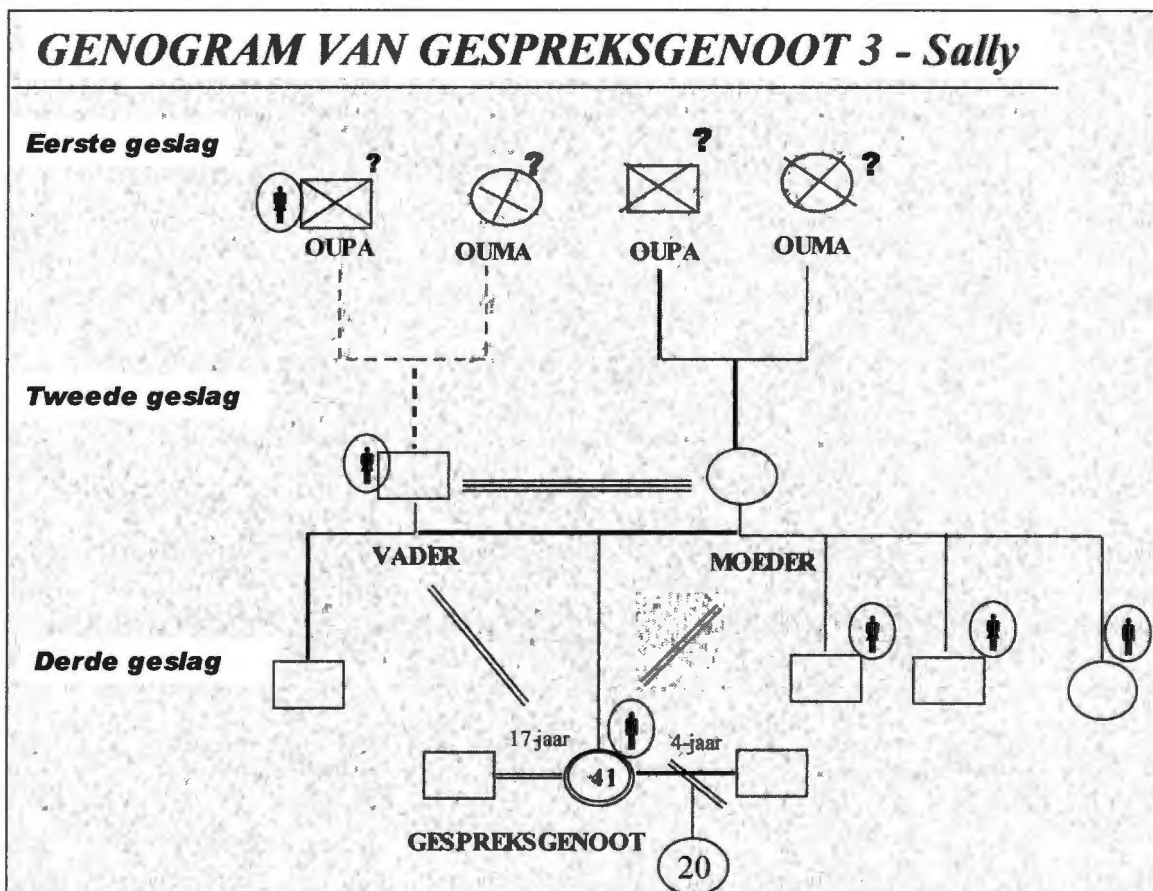 GENOGRAM VAN GESPREKSGENOOT 3 - Sally
Eerste geslag
? ? ? ?
OUPA OUMA OUPA OUMA
Tweede geslag
VADER MOEDER
Derde geslag
17-jaar 4-jaar
41
GESPREKSGENOOT
20